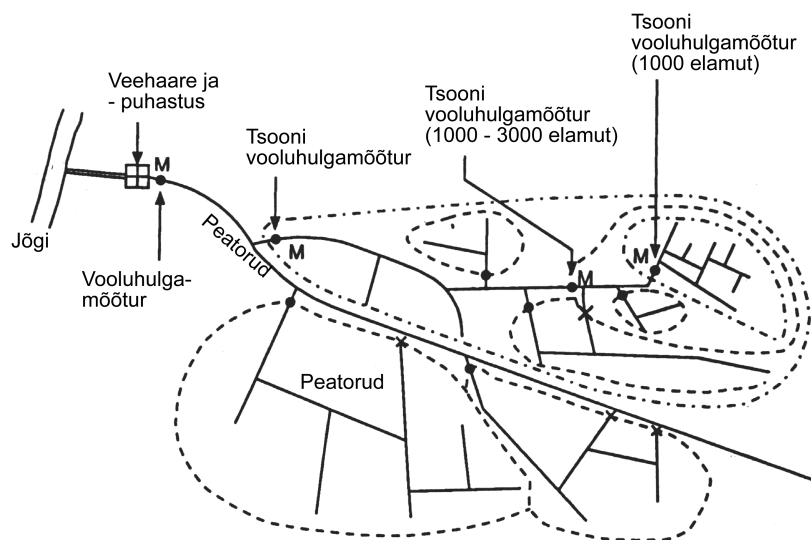 Tsooni
vooluhulgamõõtur
(1000 elamut)
Veehaare ja
- puhastus
Tsooni
vooluhulgamõõtur
(1000 - 3000 elamut)
Tsooni
vooluhulgamõõtur
M
Peatorud
M
M
M
Jõgi
Vooluhulga-
mõõtur
Peatorud